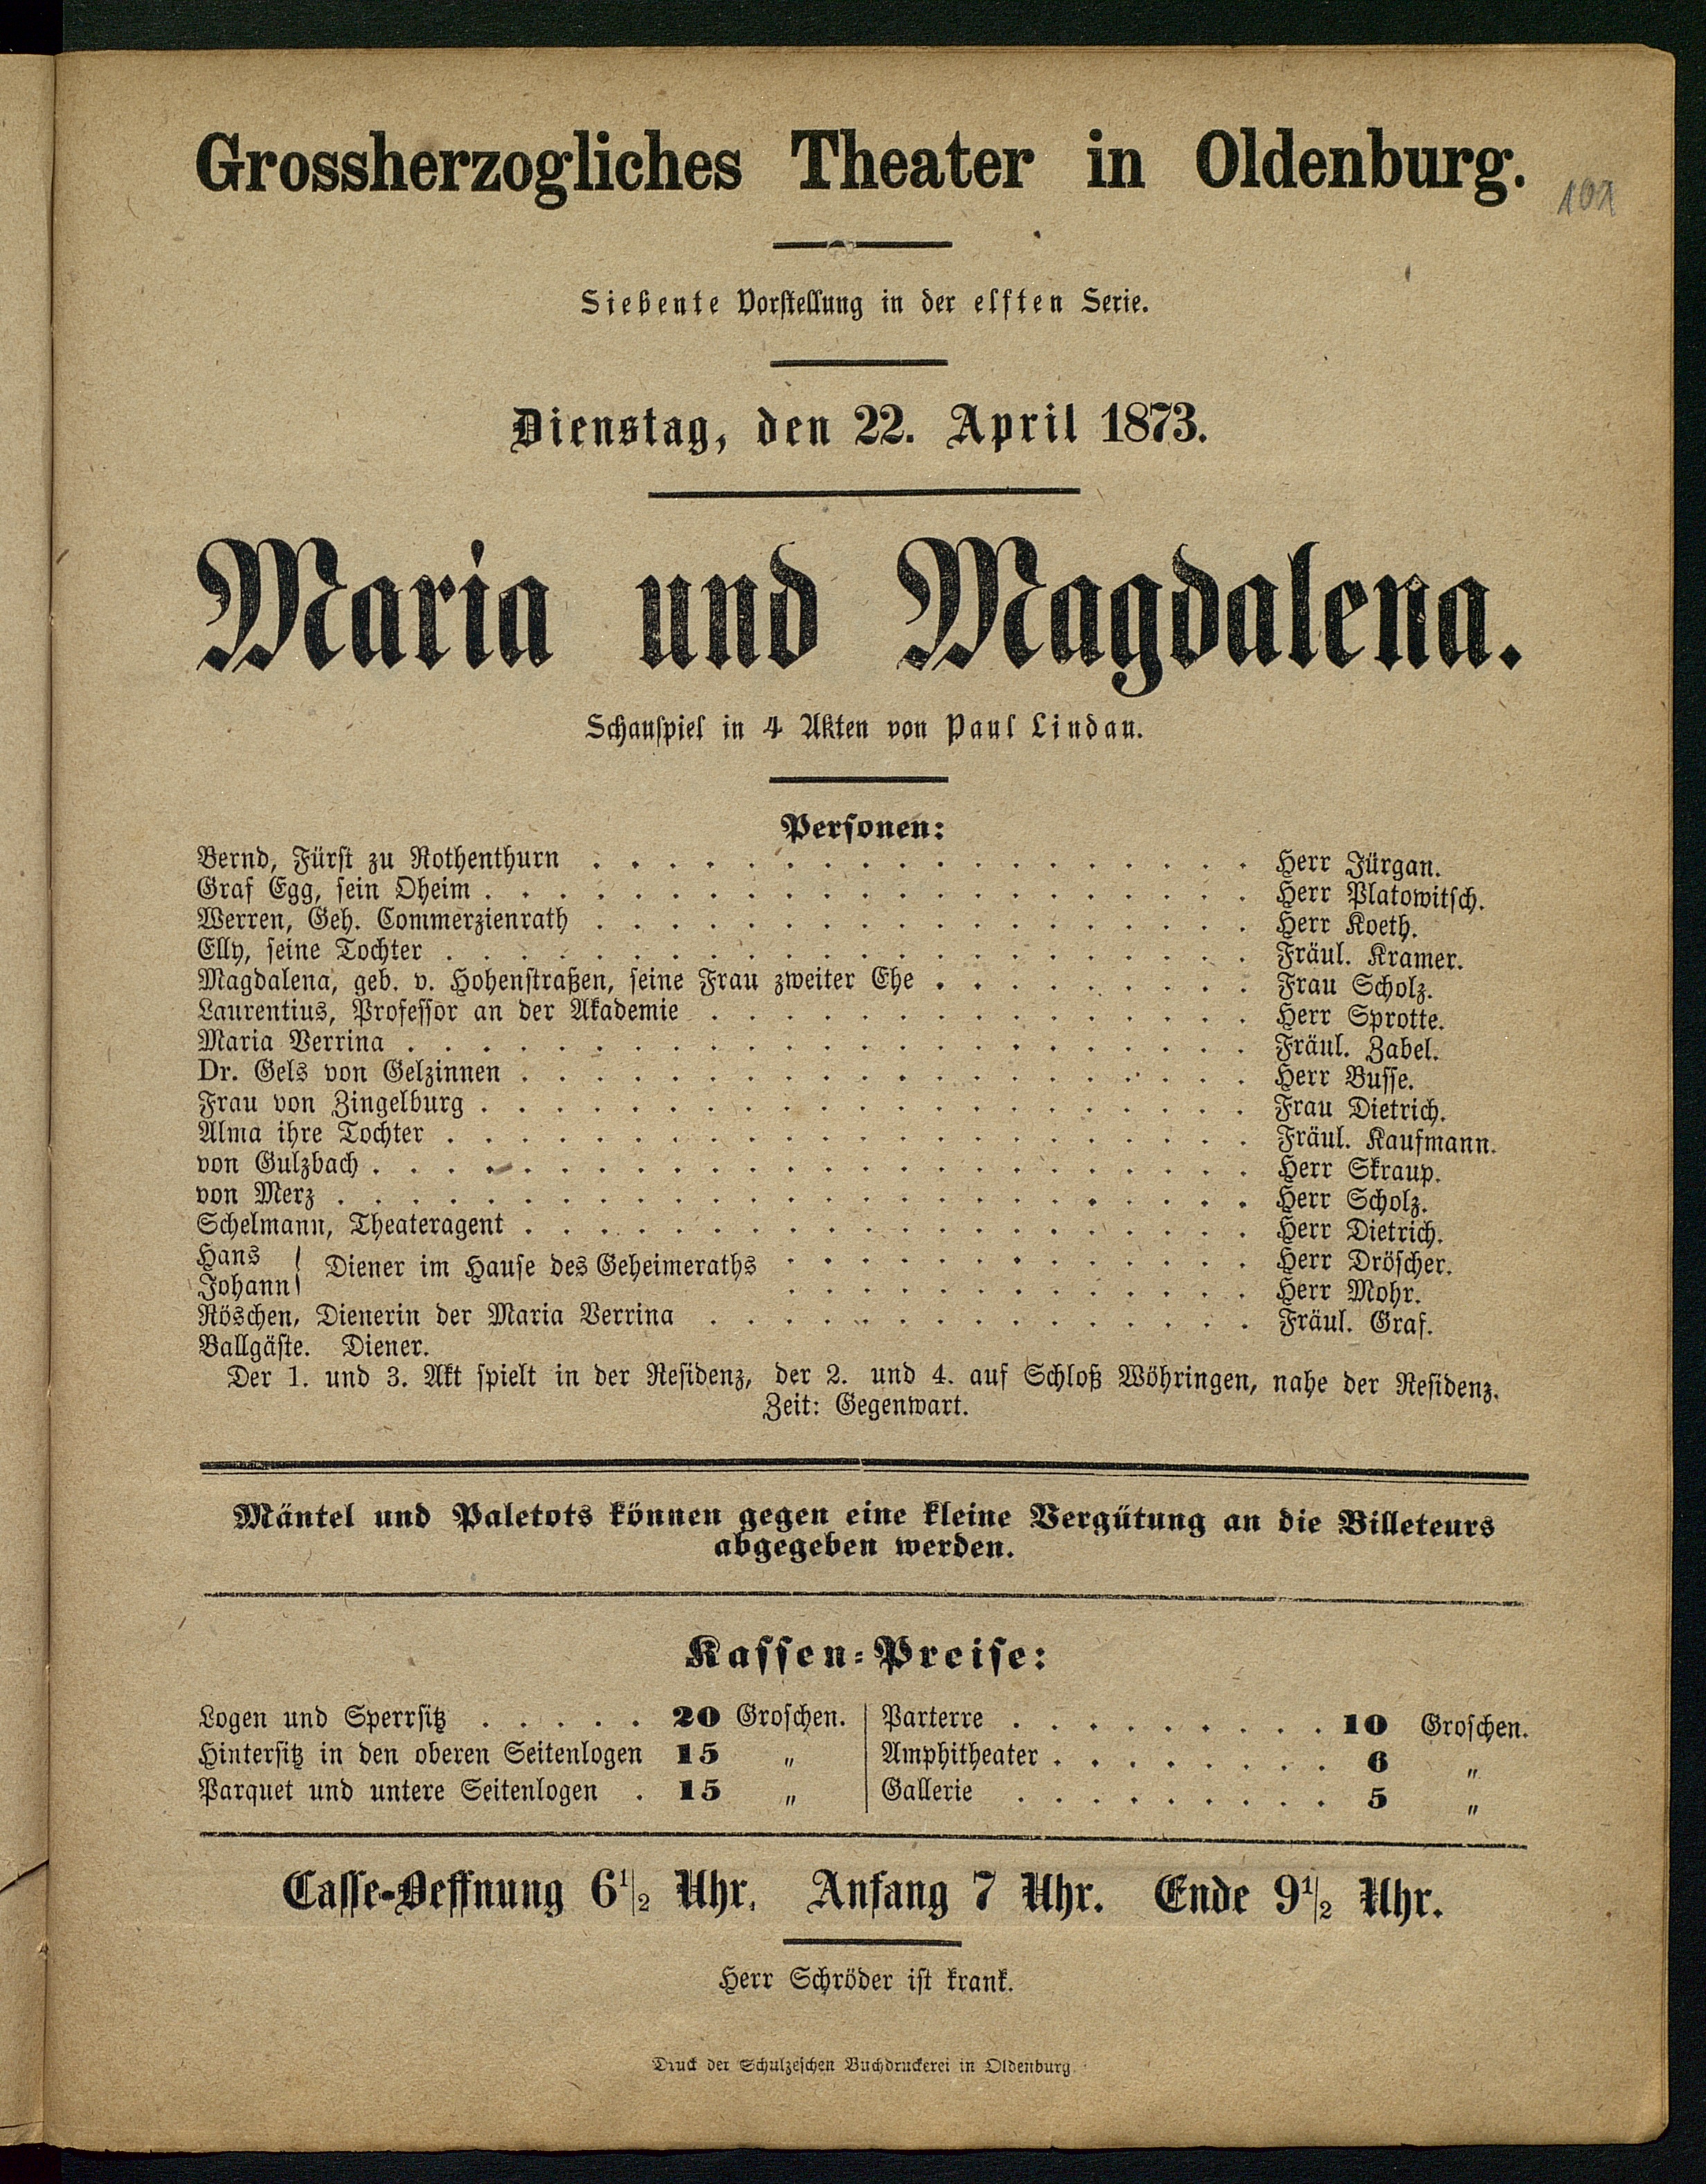 Grossherzogliches Theater in Oldenburg.
101
Siebente Vorstellung in der elften Serie.
Dienstag, den 22. April 1873.
Maria und Magdalena.
Schauspiel in 4 Akten von Paul Lindau.
Personen:
Bernd, Fürst zu Rothenthurn . . . . . Herr Jürgan.
Graf Egg, sein Oheim . . . . . Herr Platowitsch.
Werren, Geh. Commerzienrath . . . . . Herr Koeth.
Elly, seine Tochter . . . . . Fräul. Kramer.
Magdalena, geb. v. Hohenstraßen, seine Frau zweiter Ehe . . . . . Frau Scholz.
Laurentius, Professor an der Akademie . . . . . Herr Sprotte.
Maria Verrina . . . . . Fräul. Zabel.
Dr. Gels von Gelzinnen . . . . . Herr Busse.
Frau von Zingelburg . . . . . Frau Dietrich.
Alma ihre Tochter . . . . . Fräul. Kaufmann.
von Gulzbach . . . . . Herr Skraup.
von Merz . . . . . Herr Scholz.
Schelmann, Theateragent . . . . . Herr Dietrich.
Hans } Diener im Hause des Geheimeraths . . . . . Herr Dröscher.
Johann } . . . . . Herr Mohr.
Röschen, Dienerin der Maria Verrina . . . . . Fräul. Graf.
Ballgäste. Diener.
Der 1. und 3. Akt spielt in der Residenz, der 2. und 4. auf Schloß Wöhringen, nahe der Residenz.
Zeit: Gegenwart.
Mäntel und Paletots können gegen eine kleine Vergütung an die Billeteurs
abgegeben werden.
Kassen-Preise:
Logen und Sperrsitz . . . . . 20 Groschen. | Parterre . . . . . 10 Groschen.
Hintersitz in den oberen Seitenlogen 15 " | Amphitheater . . . . . 6 "
Parquet und untere Seitenlogen . 15 " | Gallerie . . . . . 5 "
Casse-Oeffnung 6½ Uhr. Anfang 7 Uhr. Ende 9½ Uhr.
Herr Schröder ist krank.
Druck der Schulzeschen Buchdruckerei in Oldenburg.